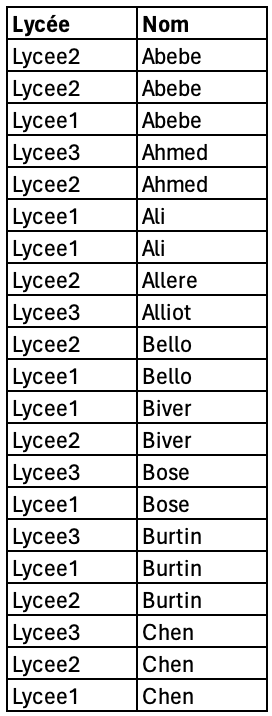 Lycée Nom
Lycee2 Abebe
Lycee2 Abebe
Lycee1 Abebe
Lycee3 Ahmed
Lycee2 Ahmed
Lycee1 Ali
Lycee1 Ali
Lycee2 Allere
Lycee3 Alliot
Lycee2 Bello
Lycee1 Bello
Lycee1 Biver
Lycee2 Biver
Lycee3 Bose
Lycee1 Bose
Lycee3 Burtin
Lycee1 Burtin
Lycee2 Burtin
Lycee3 Chen
Lycee2 Chen
Lycee1 Chen